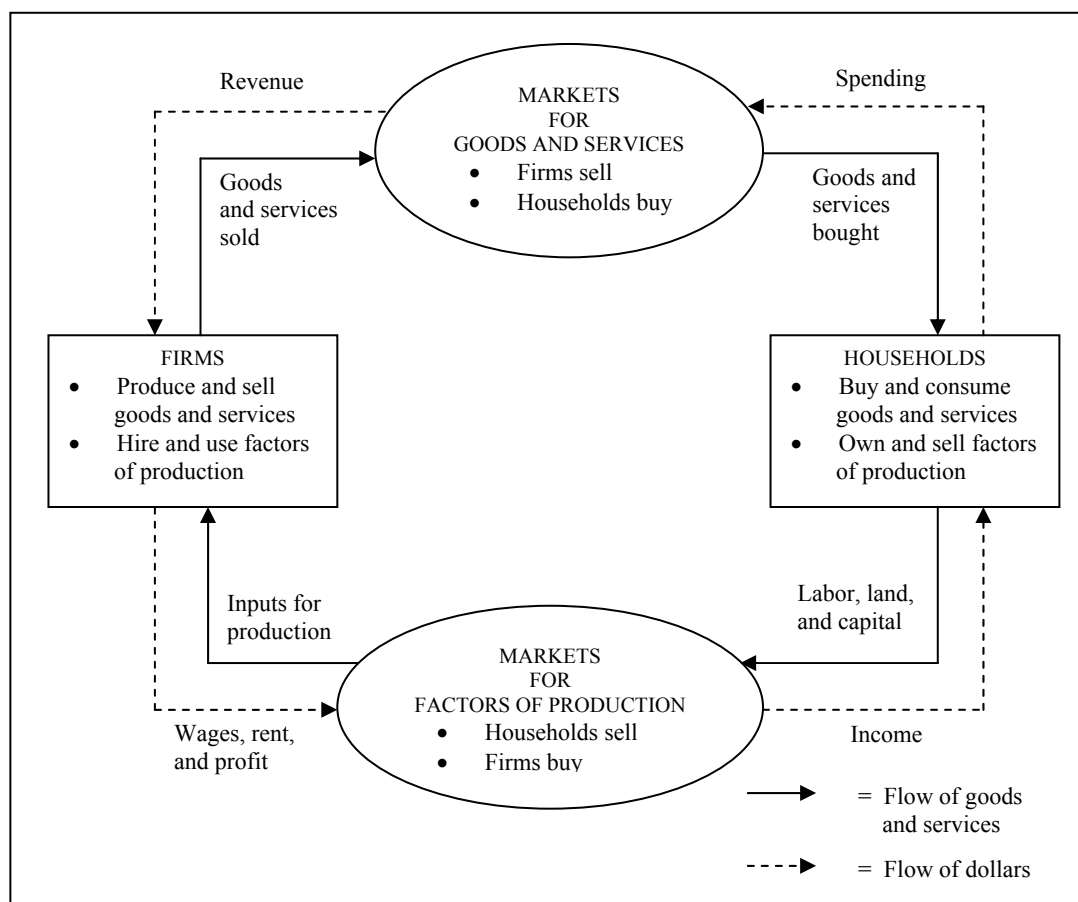 Revenue
Spending
MARKETS
FOR
GOODS AND SERVICES
• Firms sell
• Households buy
Goods
and services
sold
Goods and
services
bought
FIRMS
• Produce and sell
goods and services
• Hire and use factors
of production
HOUSEHOLDS
• Buy and consume
goods and services
• Own and sell factors
of production
Inputs for
production
Labor, land,
and capital
MARKETS
FOR
FACTORS OF PRODUCTION
• Households sell
• Firms buy
Wages, rent,
and profit
Income
= Flow of goods
and services
= Flow of dollars